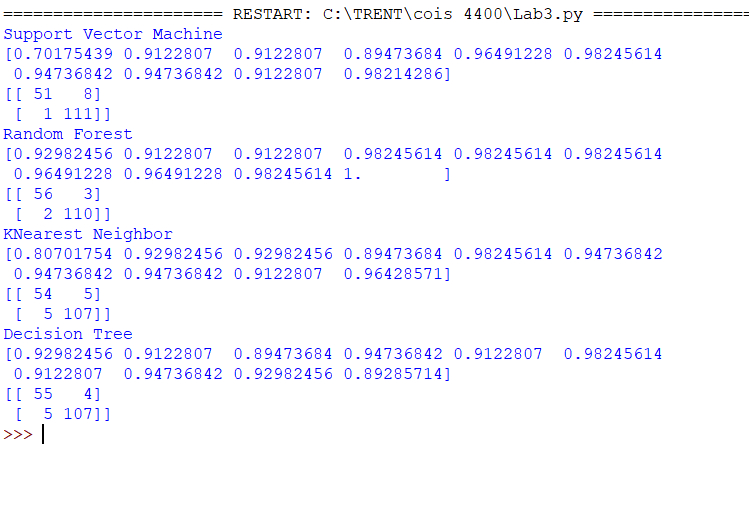 ====================== RESTART: C:\TRENT\cois 4400\Lab3.py ================
Support Vector Machine
[0.70175439 0.9122807  0.9122807  0.89473684 0.96491228 0.98245614
 0.94736842 0.94736842 0.9122807  0.98214286]
[[ 51   8]
 [  1 111]]
Random Forest
[0.92982456 0.9122807  0.9122807  0.98245614 0.98245614 0.98245614
 0.96491228 0.96491228 0.98245614 1.        ]
[[ 56   3]
 [  2 110]]
KNearest Neighbor
[0.80701754 0.92982456 0.92982456 0.89473684 0.98245614 0.94736842
 0.94736842 0.94736842 0.9122807  0.96428571]
[[ 54   5]
 [  5 107]]
Decision Tree
[0.92982456 0.9122807  0.89473684 0.94736842 0.9122807  0.98245614
 0.9122807  0.94736842 0.92982456 0.89285714]
[[ 55   4]
 [  5 107]]
>>>